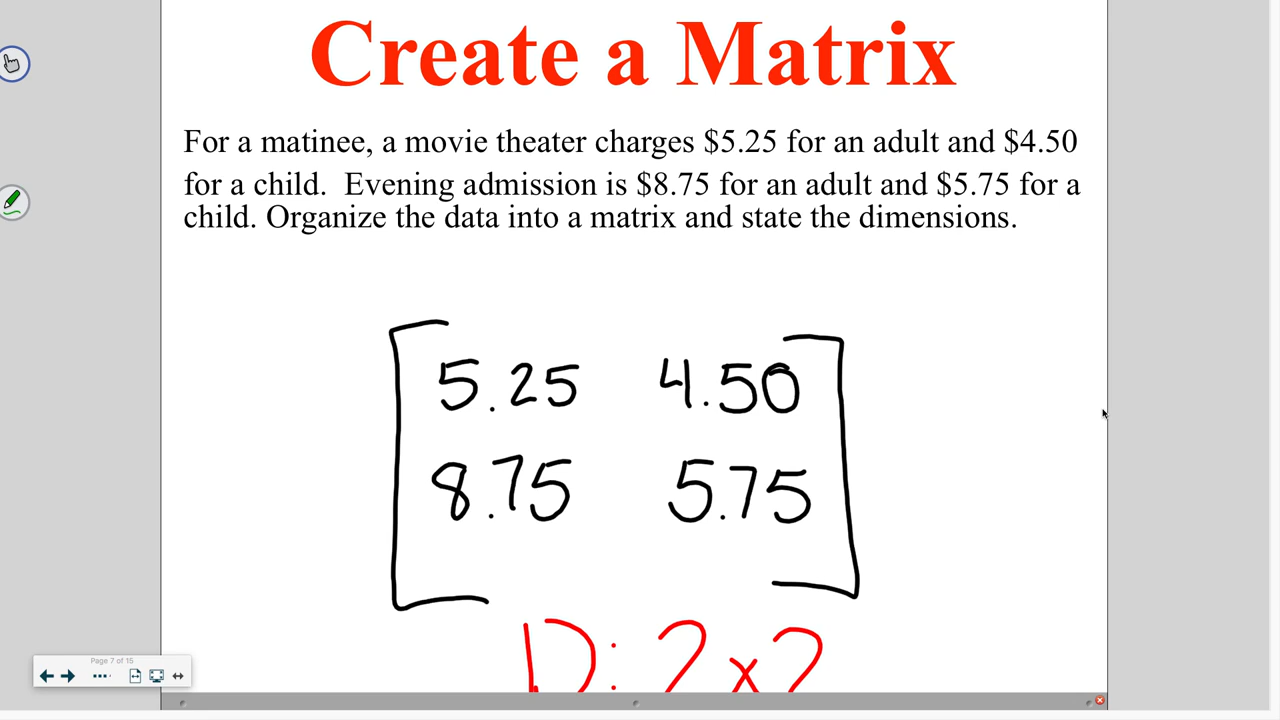 Create a Matrix
For a matinee, a movie theater charges $5.25 for an adult and $4.50
for a child.  Evening admission is $8.75 for an adult and $5.75 for a
child. Organize the data into a matrix and state the dimensions.
5.25 4.50
8.75 5.75
D: 2x2
Page 7 of 15